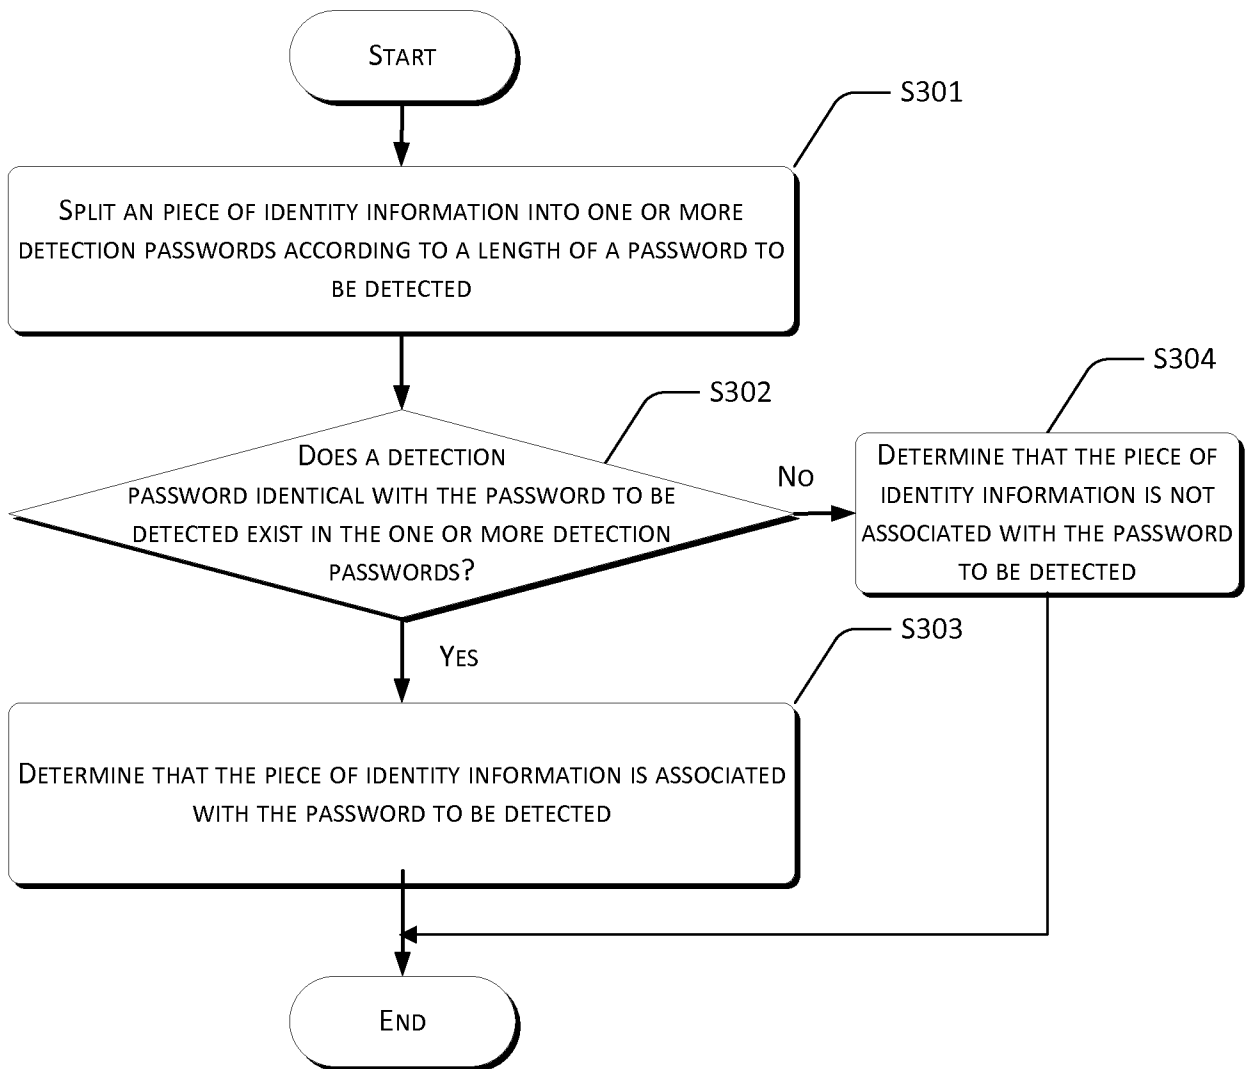 START
S301
SPLIT AN PIECE OF IDENTITY INFORMATION INTO ONE OR MORE
DETECTION PASSWORDS ACCORDING TO A LENGTH OF A PASSWORD TO
BE DETECTED
S302
DOES A DETECTION
PASSWORD IDENTICAL WITH THE PASSWORD TO BE
DETECTED EXIST IN THE ONE OR MORE DETECTION
PASSWORDS?
NO
S304
DETERMINE THAT THE PIECE OF
IDENTITY INFORMATION IS NOT
ASSOCIATED WITH THE PASSWORD
TO BE DETECTED
YES
S303
DETERMINE THAT THE PIECE OF IDENTITY INFORMATION IS ASSOCIATED
WITH THE PASSWORD TO BE DETECTED
END